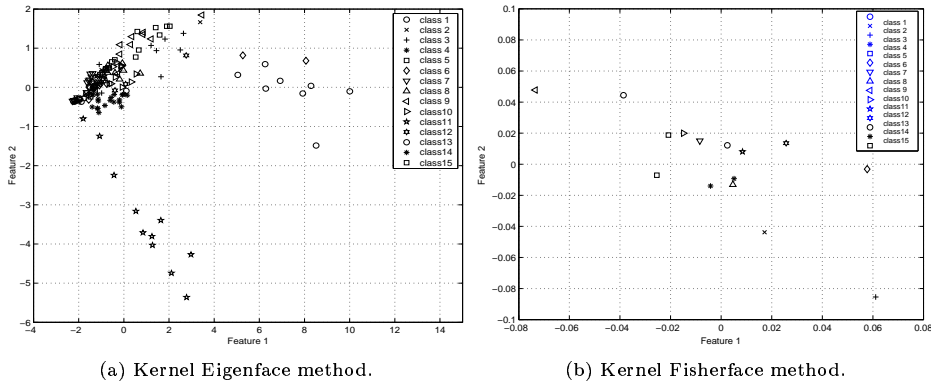 2
1
0
−1
−2
−3
−4
−5
−6
Feature 2
−4
−2
0
2
4
6
8
10
12
14
Feature 1
class 1
class 2
class 3
class 4
class 5
class 6
class 7
class 8
class 9
class10
class11
class12
class13
class14
class15
(a) Kernel Eigenface method.
0.1
0.08
0.06
0.04
0.02
0
−0.02
−0.04
−0.06
−0.08
−0.1
Feature 2
−0.08
−0.06
−0.04
−0.02
0
0.02
0.04
0.06
0.08
Feature 1
class 1
class 2
class 3
class 4
class 5
class 6
class 7
class 8
class 9
class10
class11
class12
class13
class14
class15
(b) Kernel Fisherface method.